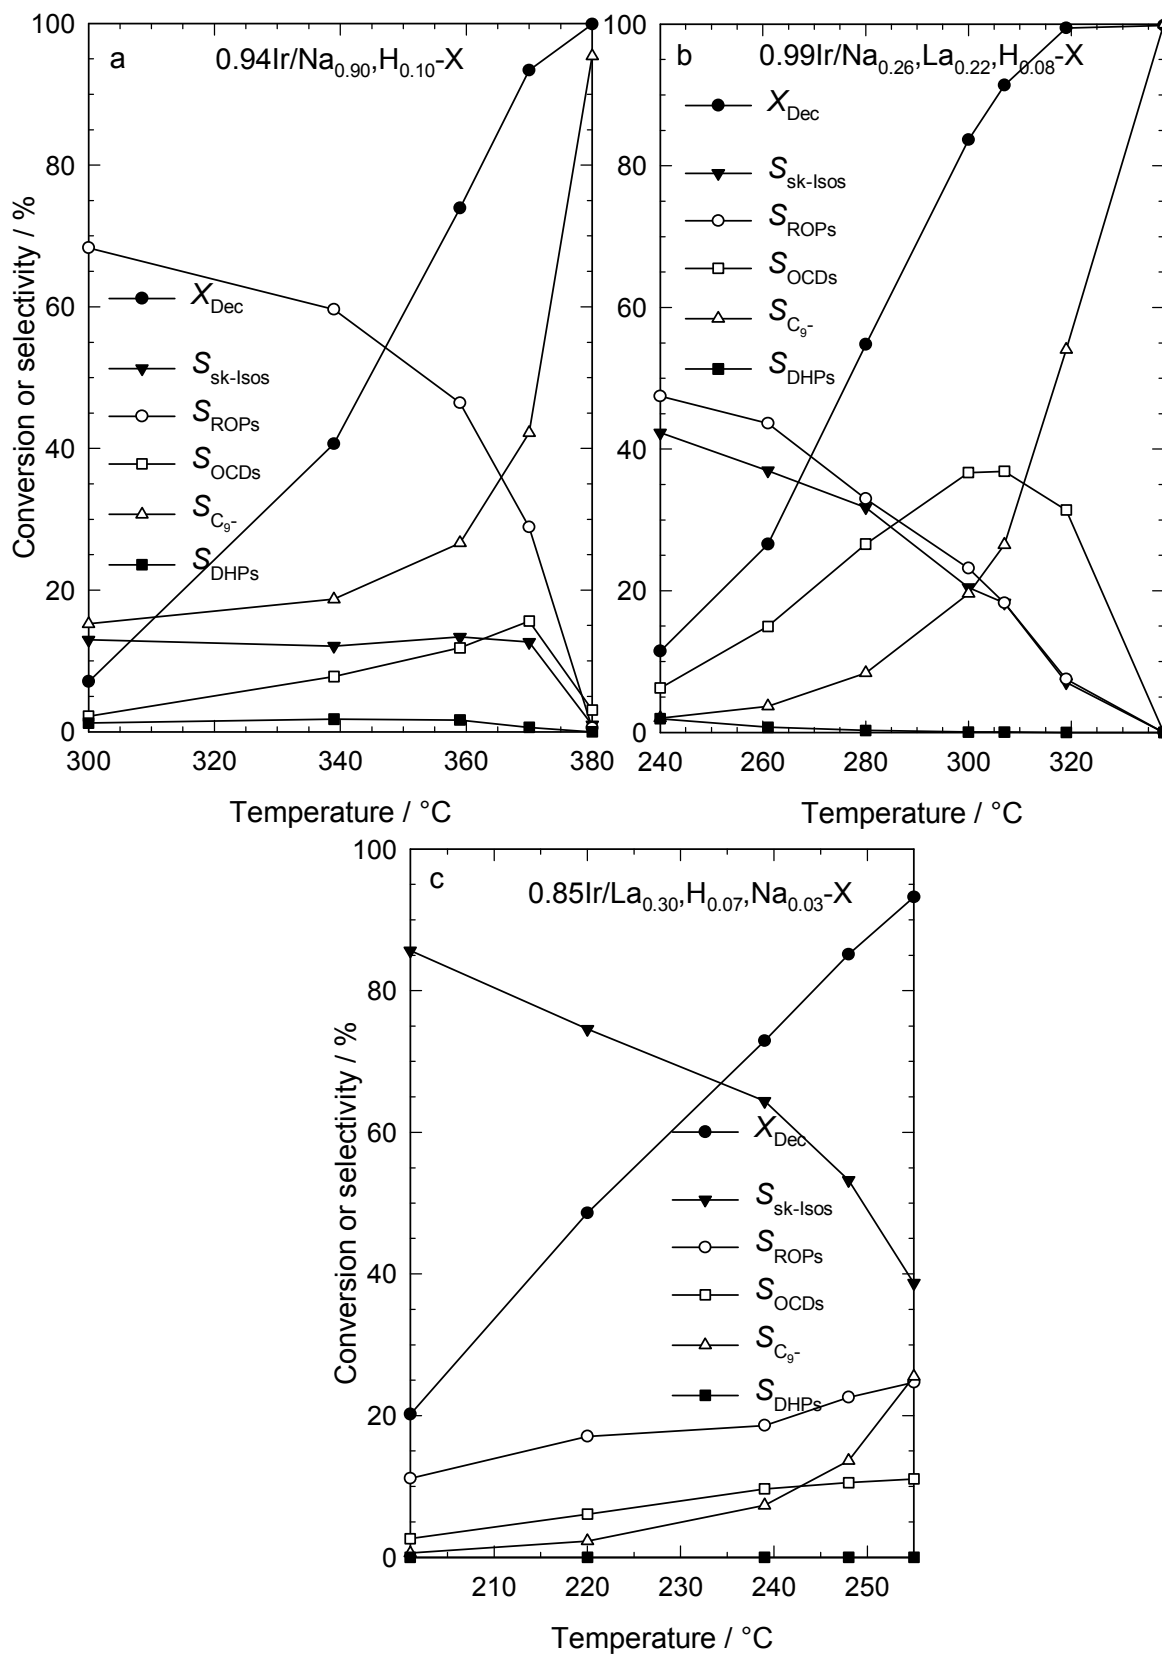 a
0.94Ir/Na0.90,H0.10-X
100
80
60
40
20
0
Conversion or selectivity / %
XDec
Ssk-Isos
SROPs
SOCDs
SC9-
SDHPs
300 320 340 360 380
Temperature / °C
b
0.99Ir/Na0.26,La0.22,H0.08-X
100
80
60
40
20
0
XDec
Ssk-Isos
SROPs
SOCDs
SC9-
SDHPs
240 260 280 300 320
Temperature / °C
c
0.85Ir/La0.30,H0.07,Na0.03-X
100
80
60
40
20
0
Conversion or selectivity / %
XDec
Ssk-Isos
SROPs
SOCDs
SC9-
SDHPs
210 220 230 240 250
Temperature / °C